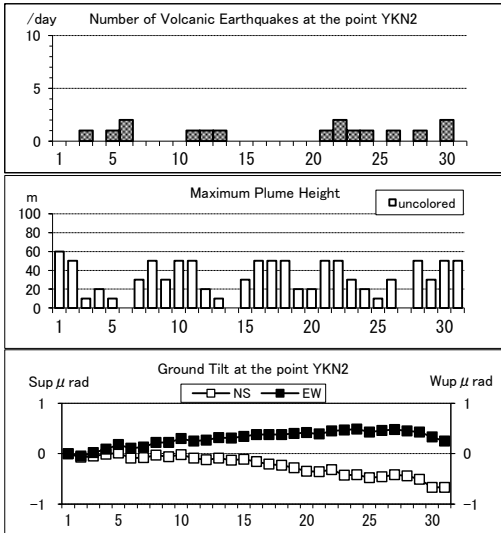 Number of Volcanic Earthquakes at the point YKN2
/day
10
5
0
1 5 10 15 20 25 30
Maximum Plume Height
m
uncolored
100
80
60
40
20
0
1 5 10 15 20 25 30
Ground Tilt at the point YKN2
Sup μ rad
Wup μ rad
NS EW
1 1
0 0
-1 -1
1 5 10 15 20 25 30